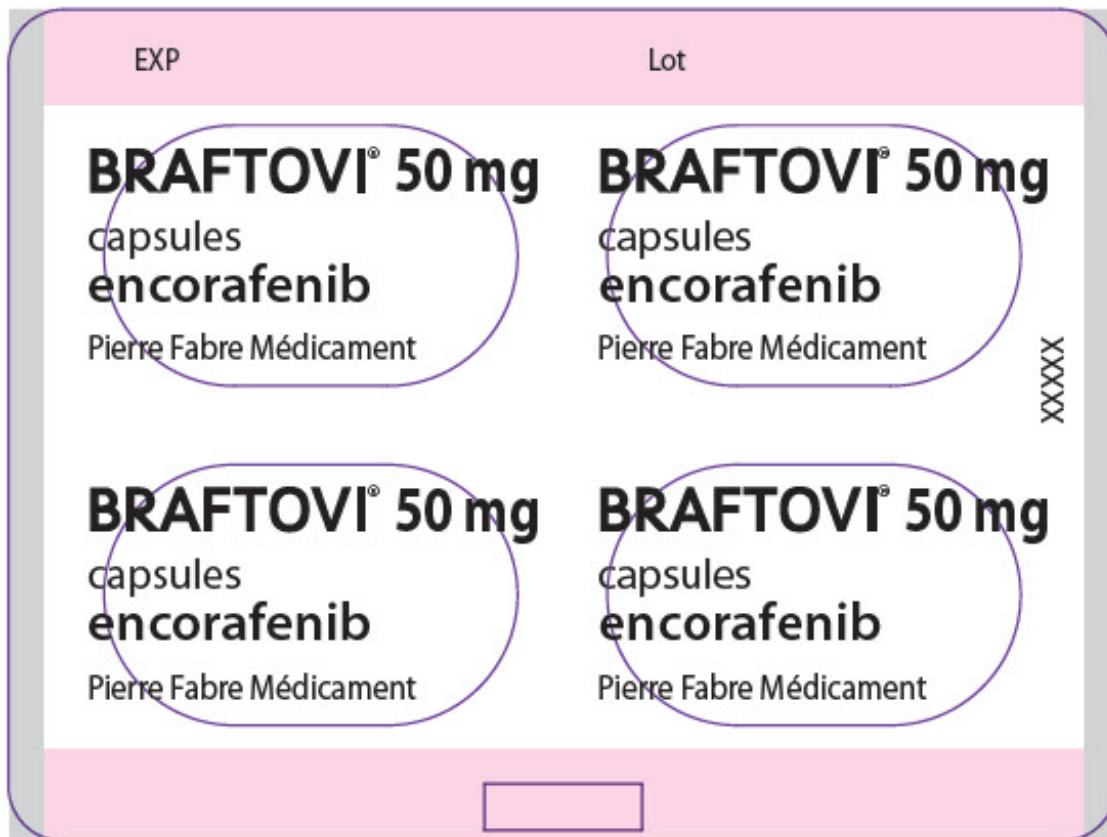 EXP Lot
BRAFTOVI® 50 mg BRAFTOVI® 50 mg
capsules capsules
encorafenib encorafenib
Pierre Fabre Médicament Pierre Fabre Médicament
XXXXX
BRAFTOVI® 50 mg BRAFTOVI® 50 mg
capsules capsules
encorafenib encorafenib
Pierre Fabre Médicament Pierre Fabre Médicament